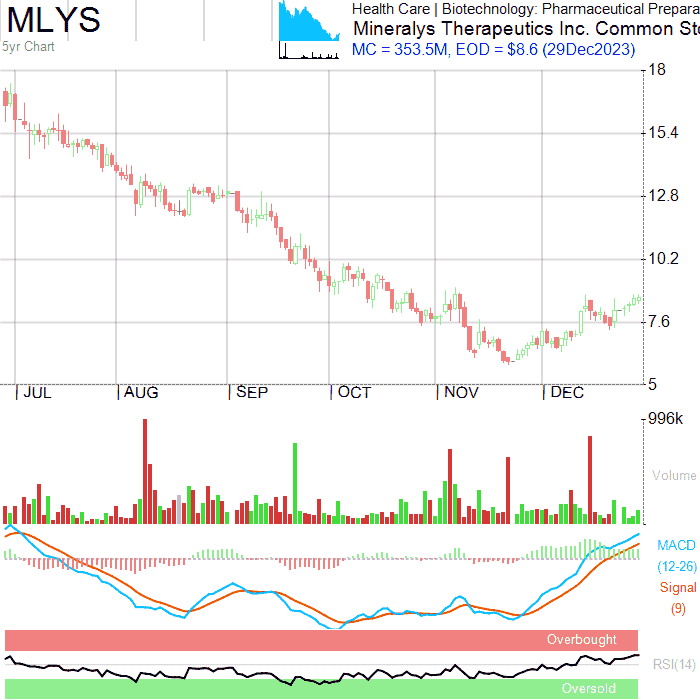 MLYS
5yr Chart
Health Care | Biotechnology: Pharmaceutical Prepara
Mineralys Therapeutics Inc. Common Sto
MC = 353.5M, EOD = $8.6 (29Dec2023)
18
15.4
12.8
10.2
7.6
5
| JUL | AUG | SEP | OCT | NOV | DEC
996k
Volume
MACD
(12-26)
Signal
(9)
Overbought
RSI(14)
Oversold